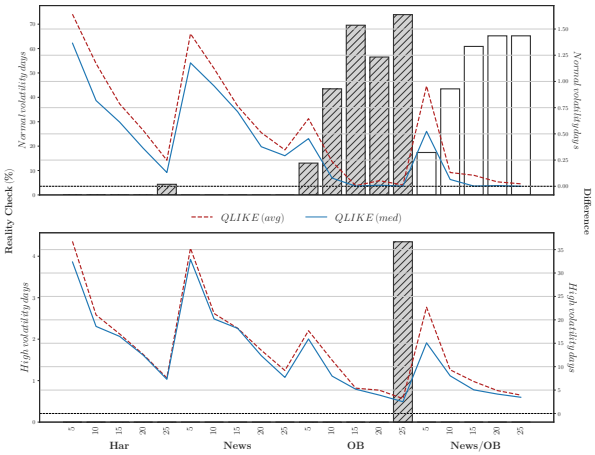 Reality Check (%)
Normal volatility days
70
60
50
40
30
20
10
0
1.50
1.25
1.00
0.75
0.50
0.25
0.00
Normal volatility days
Difference
QLIKE (avg)
QLIKE (med)
High volatility days
4
3
2
1
0
35
30
25
20
15
10
5
0
High volatility days
5 10 15 20 25 5 10 15 20 25 5 10 15 20 25 5 10 15 20 25
Har News OB News/OB